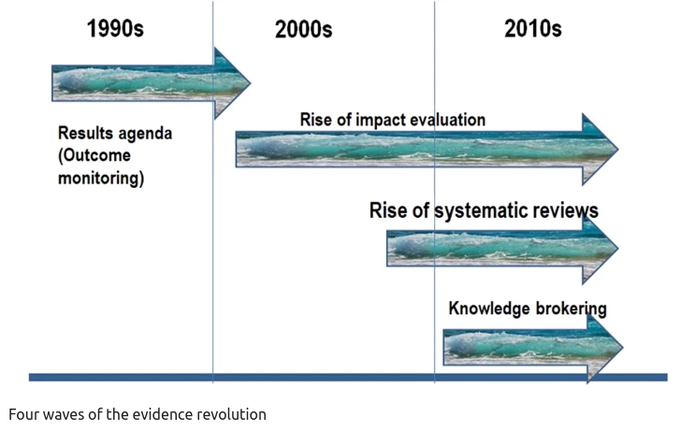 1990s
2000s
2010s
Results agenda
(Outcome
monitoring)
Rise of impact evaluation
Rise of systematic reviews
Knowledge brokering
Four waves of the evidence revolution